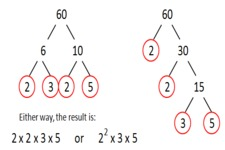 60 60
6 10 2 30
2 3 2 5 2 15
3 5
Either way, the result is:
2 x 2 x 3 x 5 or 2² x 3 x 5